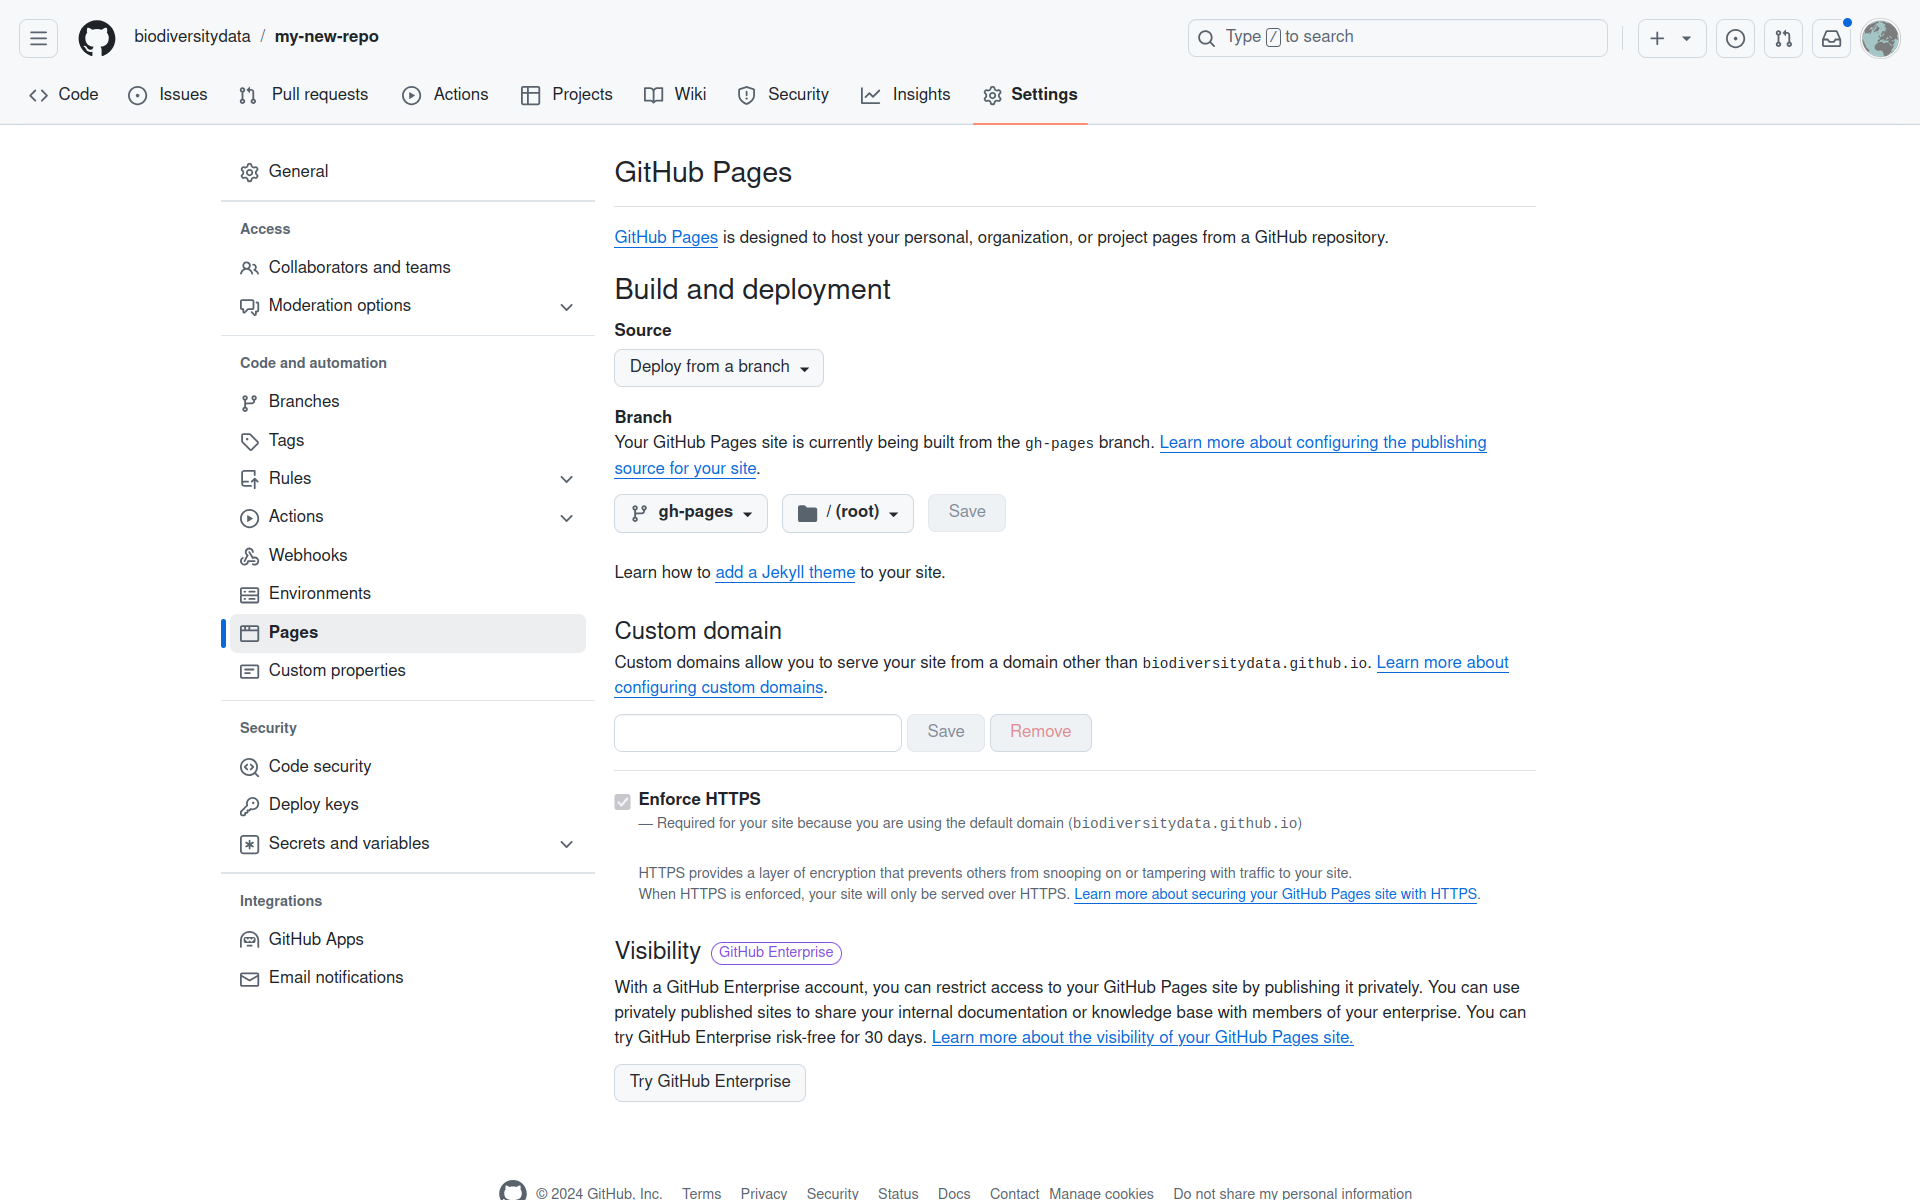 biodiversitydata / my-new-repo
Type / to search
Code Issues Pull requests Actions Projects Wiki Security Insights Settings
General
Access
Collaborators and teams
Moderation options
Code and automation
Branches
Tags
Rules
Actions
Webhooks
Environments
Pages
Custom properties
Security
Code security
Deploy keys
Secrets and variables
Integrations
GitHub Apps
Email notifications
GitHub Pages
GitHub Pages is designed to host your personal, organization, or project pages from a GitHub repository.
Build and deployment
Source
Deploy from a branch
Branch
Your GitHub Pages site is currently being built from the gh-pages branch. Learn more about configuring the publishing
source for your site.
gh-pages / (root) Save
Learn how to add a Jekyll theme to your site.
Custom domain
Custom domains allow you to serve your site from a domain other than biodiversitydata.github.io. Learn more about
configuring custom domains.
Save Remove
Enforce HTTPS
— Required for your site because you are using the default domain (biodiversitydata.github.io)
HTTPS provides a layer of encryption that prevents others from snooping on or tampering with traffic to your site.
When HTTPS is enforced, your site will only be served over HTTPS. Learn more about securing your GitHub Pages site with HTTPS.
Visibility GitHub Enterprise
With a GitHub Enterprise account, you can restrict access to your GitHub Pages site by publishing it privately. You can use
privately published sites to share your internal documentation or knowledge base with members of your enterprise. You can
try GitHub Enterprise risk-free for 30 days. Learn more about the visibility of your GitHub Pages site.
Try GitHub Enterprise
© 2024 GitHub, Inc. Terms Privacy Security Status Docs Contact Manage cookies Do not share my personal information